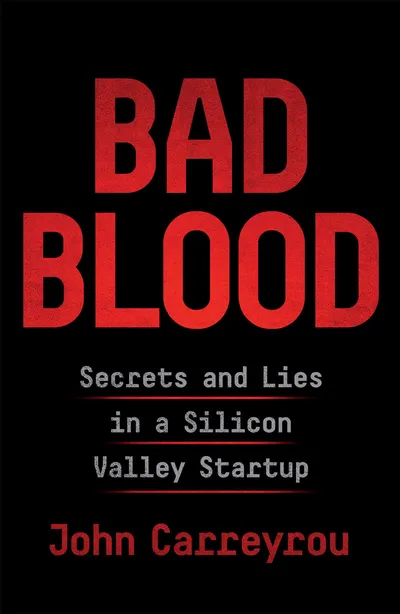 BAD
BLOOD
Secrets and Lies
in a Silicon
Valley Startup
John Carreyrou